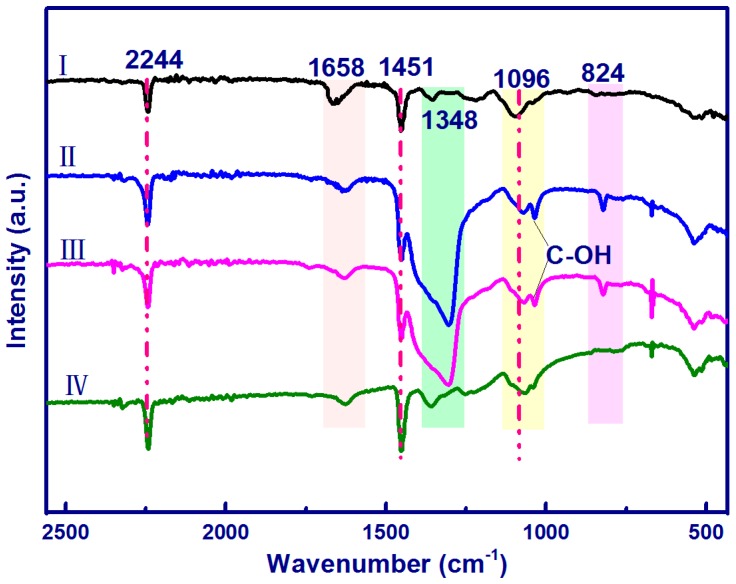 I
2244
1658
1451
1348
1096
824
II
III
C-OH
IV
Intensity (a.u.)
2500
2000
1500
1000
500
Wavenumber (cm⁻¹)